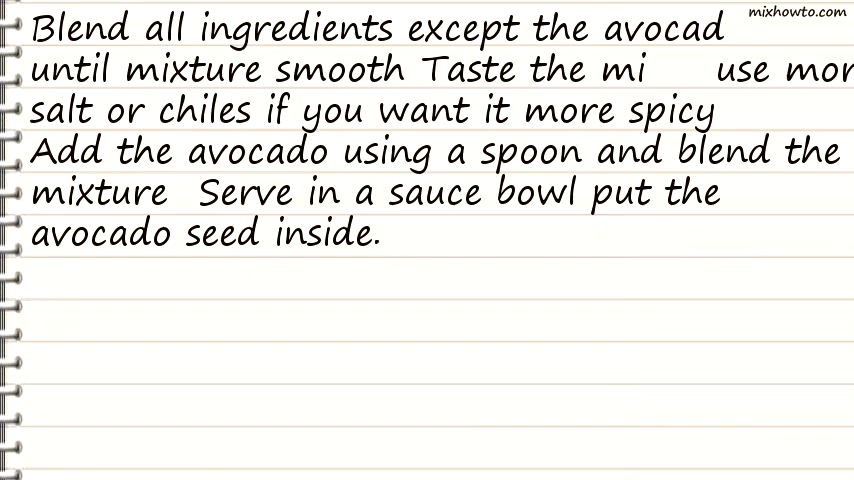 mixhowto.com
Blend all ingredients except the avocad
until mixture smooth Taste the mi use mor
salt or chiles if you want it more spicy
Add the avocado using a spoon and blend the
mixture Serve in a sauce bowl put the
avocado seed inside.